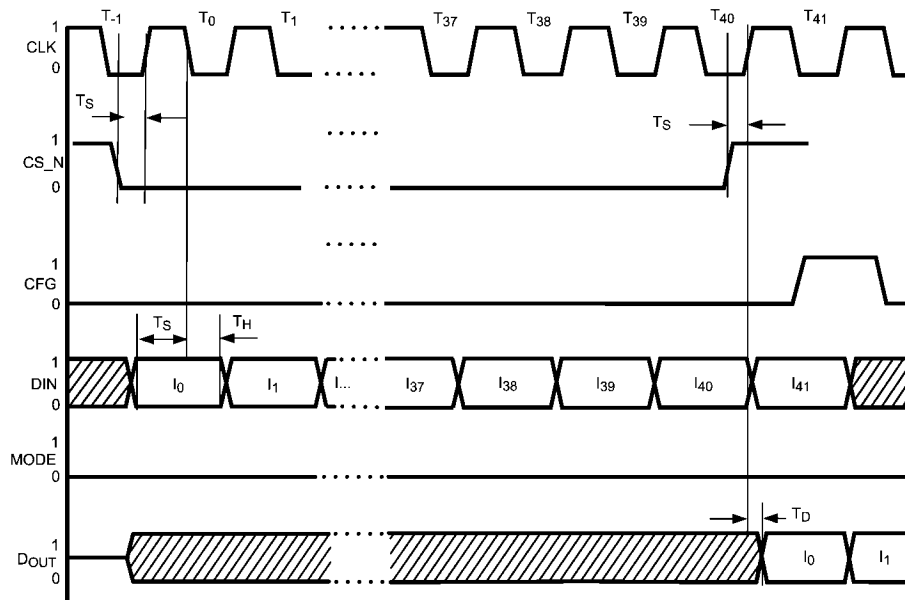 1 T-1 T0 T1 T37 T38 T39 T40 T41
CLK
0
TS TS
1
CS_N
0
1
CFG
0
TS TH
1
DIN I0 I1 I... I37 I38 I39 I40 I41
0
1
MODE
0
TD
1
DOUT I0 I1
0